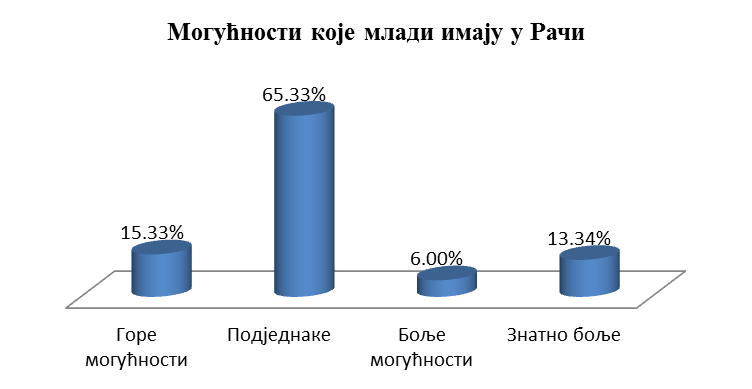 Могућности које млади имају у Рачи
65.33%
15.33%
13.34%
6.00%
Горе
могућности
Подједнаке
Боље
могућности
Знатно боље